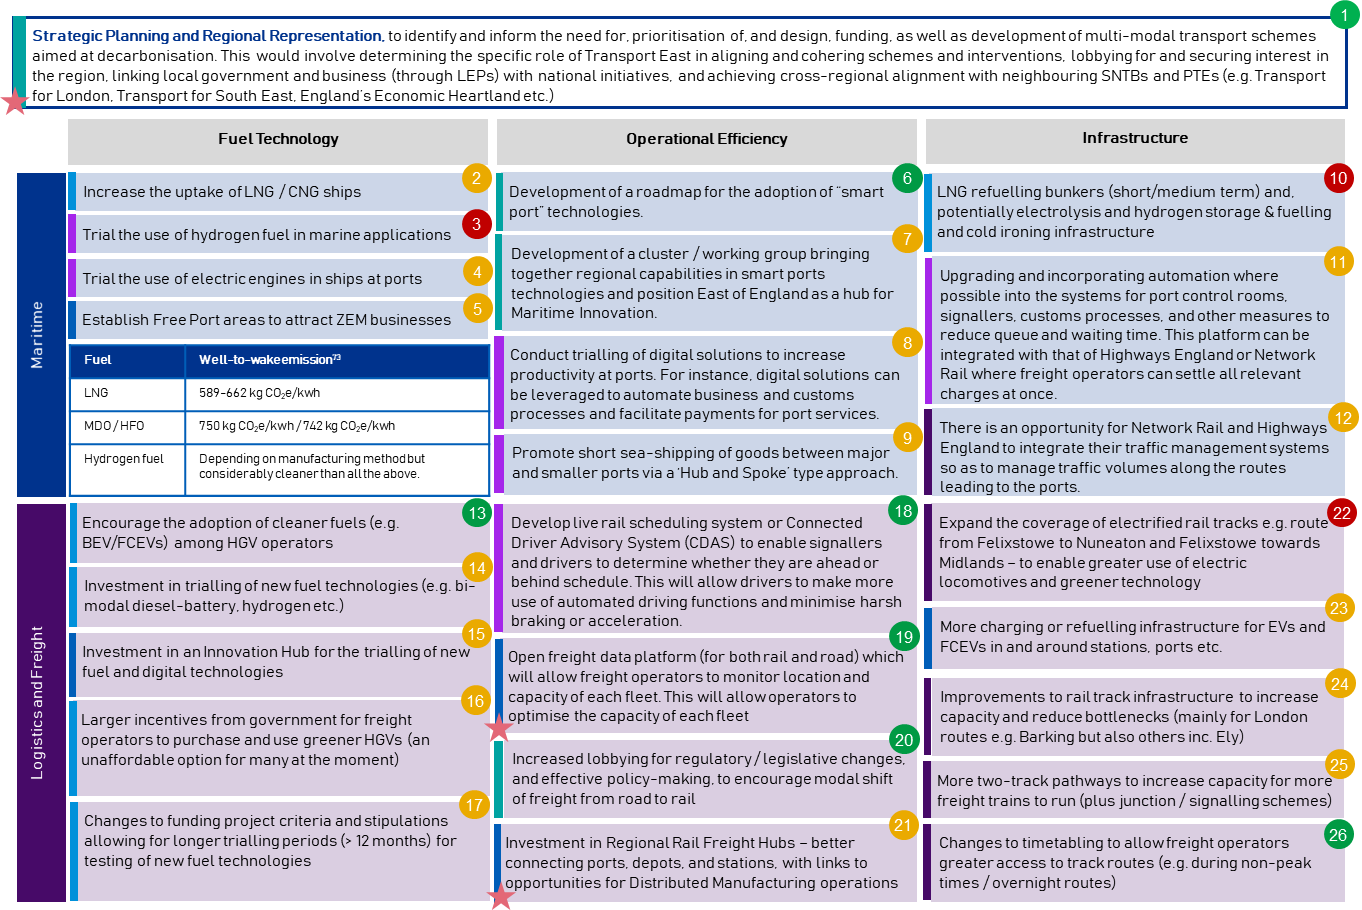 1
Strategic Planning and Regional Representation, to identify and inform the need for, prioritisation of, and design, funding, as well as development of multi-modal transport schemes
aimed at decarbonisation. This would involve determining the specific role of Transport East in aligning and cohering schemes and interventions, lobbying for and securing interest in
the region, linking local government and business (through LEPs) with national initiatives, and achieving cross-regional alignment with neighbouring SNTBs and PTEs (e.g. Transport
for London, Transport for South East, England's Economic Heartland etc.)
Fuel Technology
Operational Efficiency
Infrastructure
Maritime
2
Increase the uptake of LNG / CNG ships
3
Trial the use of hydrogen fuel in marine applications
4
Trial the use of electric engines in ships at ports
5
Establish Free Port areas to attract ZEM businesses
Fuel Well-to-wake emission73
LNG 589-662 kg CO2e/kwh
MDO / HFO 750 kg CO2e/kwh / 742 kg CO2e/kwh
Hydrogen fuel Depending on manufacturing method but
considerably cleaner than all the above.
6
Development of a roadmap for the adoption of "smart
port" technologies.
7
Development of a cluster / working group bringing
together regional capabilities in smart ports
technologies and position East of England as a hub for
Maritime Innovation.
8
Conduct trialling of digital solutions to increase
productivity at ports. For instance, digital solutions can
be leveraged to automate business and customs
processes and facilitate payments for port services.
9
Promote short sea-shipping of goods between major
and smaller ports via a 'Hub and Spoke' type approach.
10
LNG refuelling bunkers (short/medium term) and,
potentially electrolysis and hydrogen storage & fuelling
and cold ironing infrastructure
11
Upgrading and incorporating automation where
possible into the systems for port control rooms,
signallers, customs processes, and other measures to
reduce queue and waiting time. This platform can be
integrated with that of Highways England or Network
Rail where freight operators can settle all relevant
charges at once.
12
There is an opportunity for Network Rail and Highways
England to integrate their traffic management systems
so as to manage traffic volumes along the routes
leading to the ports.
Logistics and Freight
13
Encourage the adoption of cleaner fuels (e.g.
BEV/FCEVs) among HGV operators
14
Investment in trialling of new fuel technologies (e.g. bi-
modal diesel-battery, hydrogen etc.)
15
Investment in an Innovation Hub for the trialling of new
fuel and digital technologies
16
Larger incentives from government for freight
operators to purchase and use greener HGVs (an
unaffordable option for many at the moment)
17
Changes to funding project criteria and stipulations
allowing for longer trialling periods (> 12 months) for
testing of new fuel technologies
18
Develop live rail scheduling system or Connected
Driver Advisory System (CDAS) to enable signallers
and drivers to determine whether they are ahead or
behind schedule. This will allow drivers to make more
use of automated driving functions and minimise harsh
braking or acceleration.
19
Open freight data platform (for both rail and road) which
will allow freight operators to monitor location and
capacity of each fleet. This will allow operators to
optimise the capacity of each fleet
20
Increased lobbying for regulatory / legislative changes,
and effective policy-making, to encourage modal shift
of freight from road to rail
21
Investment in Regional Rail Freight Hubs – better
connecting ports, depots, and stations, with links to
opportunities for Distributed Manufacturing operations
22
Expand the coverage of electrified rail tracks e.g. route
from Felixstowe to Nuneaton and Felixstowe towards
Midlands – to enable greater use of electric
locomotives and greener technology
23
More charging or refuelling infrastructure for EVs and
FCEVs in and around stations, ports etc.
24
Improvements to rail track infrastructure to increase
capacity and reduce bottlenecks (mainly for London
routes e.g. Barking but also others inc. Ely)
25
More two-track pathways to increase capacity for more
freight trains to run (plus junction / signalling schemes)
26
Changes to timetabling to allow freight operators
greater access to track routes (e.g. during non-peak
times / overnight routes)